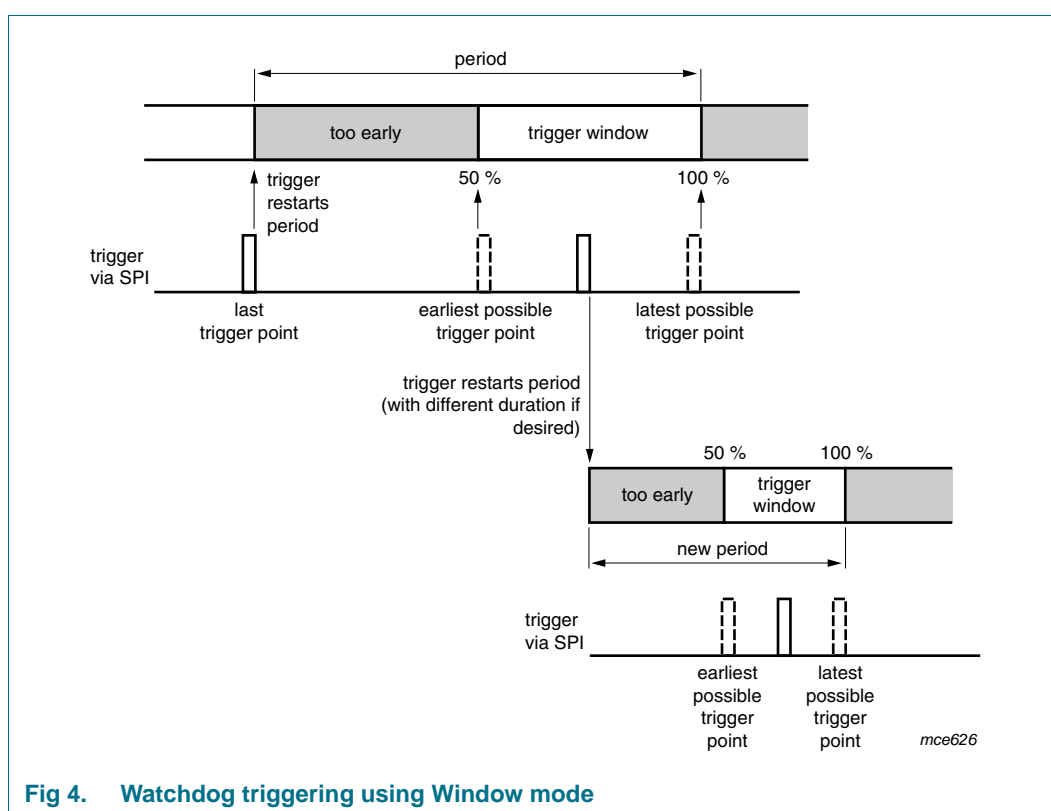 period
too early
trigger window
trigger
restarts
period
50 %
100 %
trigger
via SPI
last
trigger point
earliest possible
trigger point
latest possible
trigger point
trigger restarts period
(with different duration if
desired)
50 %
100 %
too early
trigger
window
new period
trigger
via SPI
earliest
possible
trigger
point
latest
possible
trigger
point
mce626
Fig 4. Watchdog triggering using Window mode